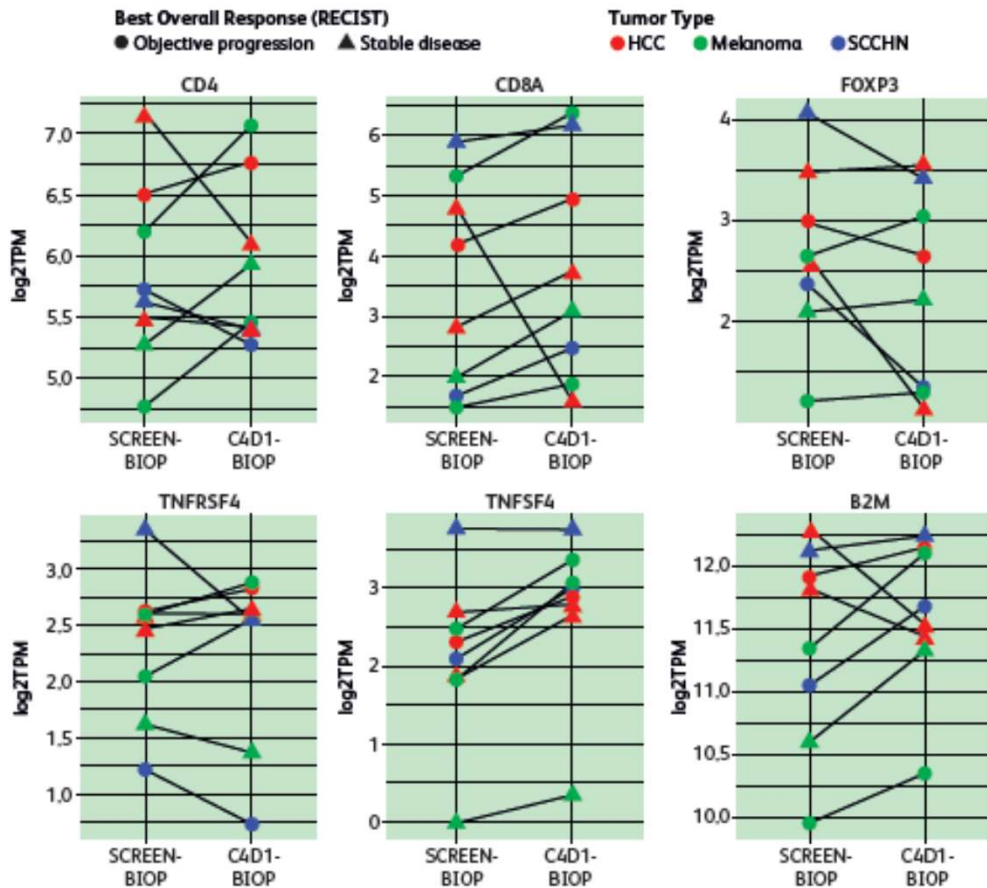 Best Overall Response (RECIST)
Tumor Type
Objective progression
Stable disease
HCC
Melanoma
SCCHN
CD4
7,0
6,5
6,0
5,5
5,0
log2TPM
SCREEN-
BIOP
C4D1-
BIOP
CD8A
6
5
4
3
2
log2TPM
SCREEN-
BIOP
C4D1-
BIOP
FOXP3
4
3
2
log2TPM
SCREEN-
BIOP
C4D1-
BIOP
TNFRSF4
3,0
2,5
2,0
1,5
1,0
log2TPM
SCREEN-
BIOP
C4D1-
BIOP
TNFSF4
3
2
1
0
log2TPM
SCREEN-
BIOP
C4D1-
BIOP
B2M
12,0
11,5
11,0
10,5
10,0
log2TPM
SCREEN-
BIOP
C4D1-
BIOP